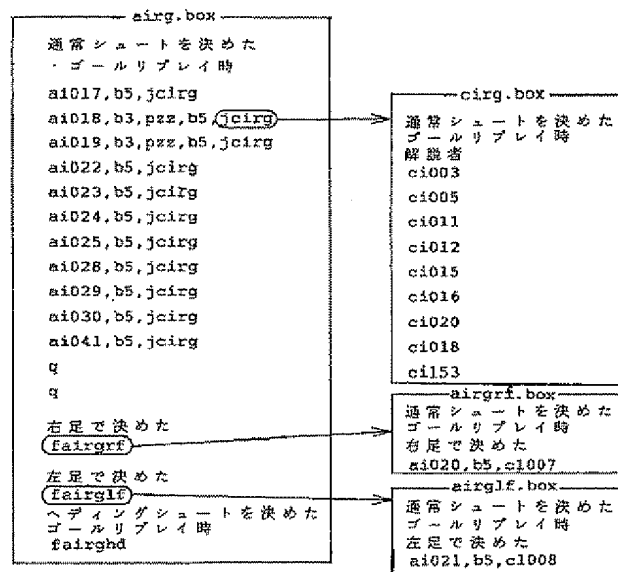 airg.box
通常シュートを決めた
・ゴールリプレイ時
ai017,b5,jcirg
ai018,b3,pzz,b5,jcirg
ai019,b3,pzz,b5,jcirg
ai022,b5,jcirg
ai023,b5,jcirg
ai024,b5,jcirg
ai025,b5,jcirg
ai028,b5,jcirg
ai029,b5,jcirg
ai030,b5,jcirg
ai041,b5,jcirg
q
q
右足で決めた
fairgrf
左足で決めた
fairglf
ヘディングシュートを決めた
ゴールリプレイ時
fairghd
cirg.box
通常シュートを決めた
ゴールリプレイ時
解説者
ci003
ci005
ci011
ci012
ci015
ci016
ci020
ci018
ci153
airgrf.box
通常シュートを決めた
ゴールリプレイ時
右足で決めた
ai020,b5,cl007
airglf.box
通常シュートを決めた
ゴールリプレイ時
左足で決めた
ai021,b5,cl008